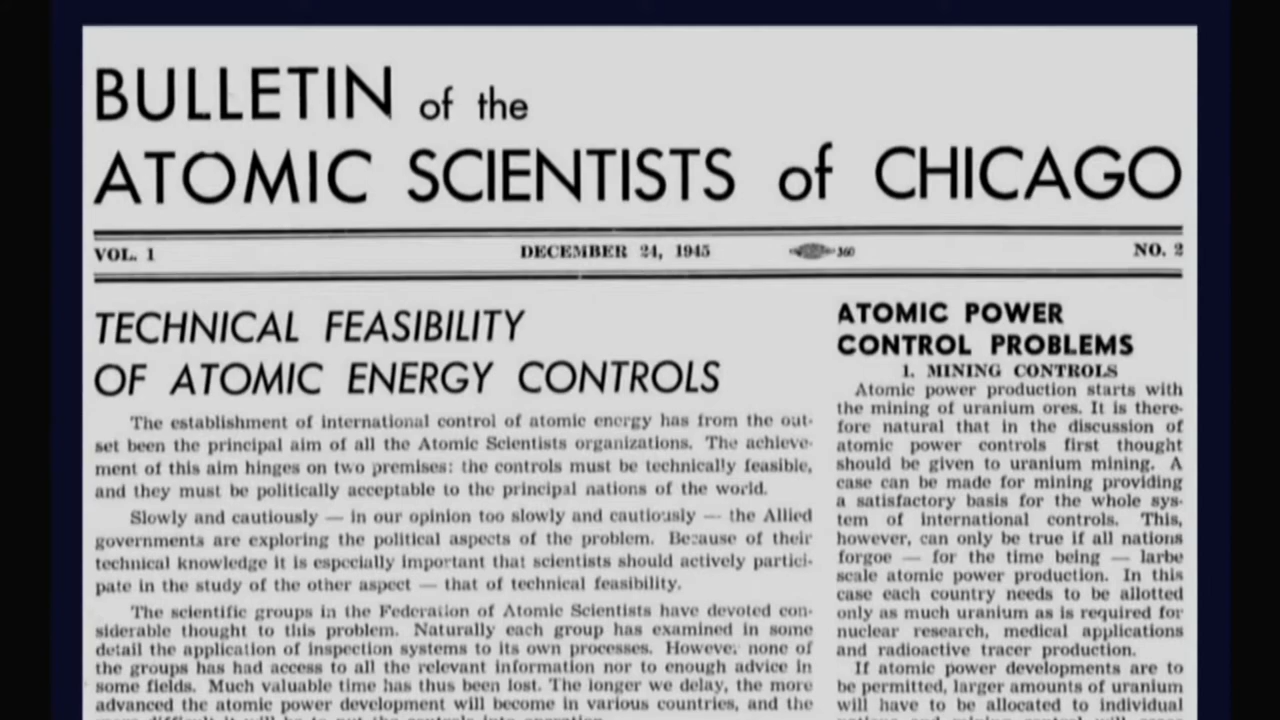 BULLETIN of the
ATOMIC SCIENTISTS of CHICAGO
VOL. 1 DECEMBER 24, 1945 360 NO. 2
TECHNICAL FEASIBILITY
OF ATOMIC ENERGY CONTROLS
The establishment of international control of atomic energy has from the out-
set been the principal aim of all the Atomic Scientists organizations. The achieve-
ment of this aim hinges on two premises: the controls must be technically feasible,
and they must be politically acceptable to the principal nations of the world.
Slowly and cautiously — in our opinion too slowly and cautiously — the Allied
governments are exploring the political aspects of the problem. Because of their
technical knowledge it is especially important that scientists should actively partici-
pate in the study of the other aspect — that of technical feasibility.
The scientific groups in the Federation of Atomic Scientists have devoted con-
siderable thought to this problem. Naturally each group has examined in some
detail the application of inspection systems to its own processes. Howeve: none of
the groups has had access to all the relevant information nor to enough advice in
some fields. Much valuable time has thus been lost. The longer we delay, the more
advanced the atomic power development will become in various countries, and the
ATOMIC POWER
CONTROL PROBLEMS
1. MINING CONTROLS
Atomic power production starts with
the mining of uranium ores. It is there-
fore natural that in the discussion of
atomic power controls first thought
should be given to uranium mining. A
case can be made for mining providing
a satisfactory basis for the whole sys-
tem of international controls. This,
however, can only be true if all nations
forgoe — for the time being — larbe
scale atomic power production. In this
case each country needs to be allotted
only as much uranium as is required for
nuclear research, medical applications
and radioactive tracer production.
If atomic power developments are to
be permitted, larger amounts of uranium
will have to be allocated to individual